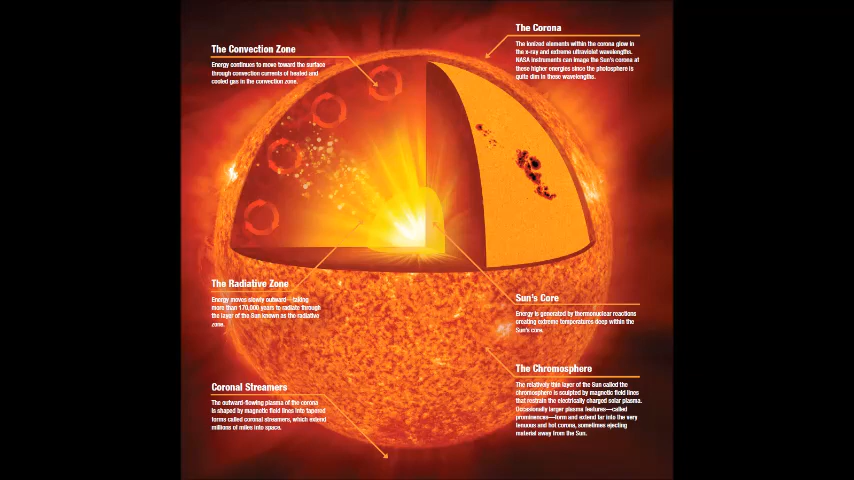 The Convection Zone
Energy continues to move toward the surface
through convection currents of heated and
cooled gas in the convection zone.
The Corona
The ionized elements within the corona glow in
the x-ray and extreme ultraviolet wavelengths.
NASA instruments can image the Sun's corona at
these higher energies since the photosphere is
quite dim in these wavelengths.
The Radiative Zone
Energy moves slowly outward—taking
more than 170,000 years to radiate through
the layer of the Sun known as the radiative
zone.
Sun's Core
Energy is generated by thermonuclear reactions
creating extreme temperatures deep within the
Sun's core.
Coronal Streamers
The outward-flowing plasma of the corona
is shaped by magnetic field lines into tapered
forms called coronal streamers, which extend
millions of miles into space.
The Chromosphere
The relatively thin layer of the Sun called the
chromosphere is sculpted by magnetic field lines
that restrain the electrically charged solar plasma.
Occasionally larger plasma features—called
prominences—form and extend far into the very
tenuous and hot corona, sometimes ejecting
material away from the Sun.